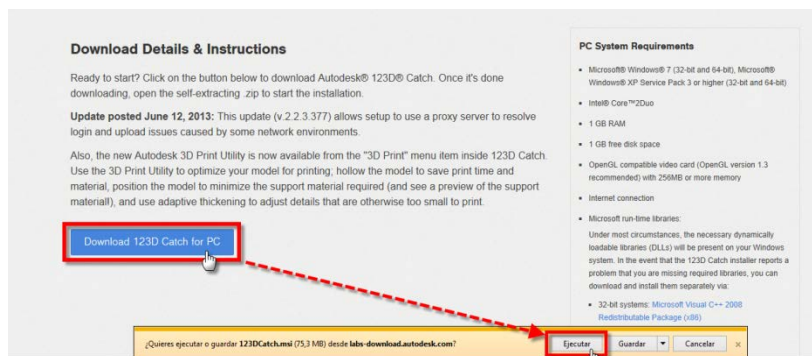 Download Details & Instructions
Ready to start? Click on the button below to download Autodesk® 123D® Catch. Once it's done
downloading, open the self-extracting .zip to start the installation.
Update posted June 12, 2013: This update (v.2.2.3.377) allows setup to use a proxy server to resolve
login and upload issues caused by some network environments.
Also, the new Autodesk 3D Print Utility is now available from the "3D Print" menu item inside 123D Catch.
Use the 3D Print Utility to optimize your model for printing; hollow the model to save print time and
material, position the model to minimize the support material required (and see a preview of the support
material!), and use adaptive thickening to adjust details that are otherwise too small to print.
Download 123D Catch for PC
PC System Requirements
Microsoft® Windows® 7 (32-bit and 64-bit), Microsoft®
Windows® XP Service Pack 3 or higher (32-bit and 64-bit)
Intel® Core™2Duo
1 GB RAM
1 GB free disk space
OpenGL compatible video card (OpenGL version 1.3
recommended) with 256MB or more memory
Internet connection
Microsoft run-time libraries:
Under most circumstances, the necessary dynamically
loadable libraries (DLLs) will be present on your Windows
system. In the event that the 123D Catch installer reports a
problem that you are missing required libraries, you can
download and install them separately via:
32-bit systems: Microsoft Visual C++ 2008
Redistributable Package (x86)
¿Quieres ejecutar o guardar 123DCatch.msi (75,3 MB) desde labs-download.autodesk.com?
Ejecutar
Guardar
Cancelar